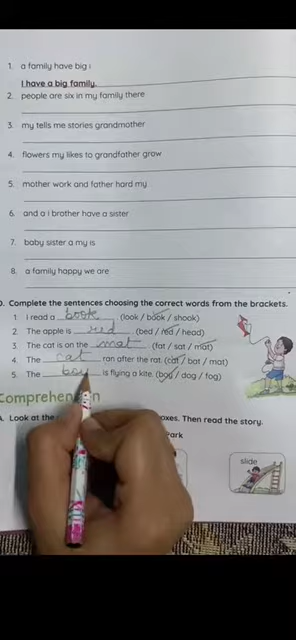 1. a family have big i
I have a big family.
2. people are six in my family there
3. my tells me stories grandmother
4. flowers my likes to grandfather grow
5. mother work and father hard my
6. and a i brother have a sister
7. baby sister a my is
8. a family happy we are
Complete the sentences choosing the correct words from the brackets.
1. I read a book (look / book / shook)
2. The apple is red (bed / red / head)
3. The cat is on the mat (fat / sat / mat)
4. The cat ran after the rat. (cat / bat / mat)
5. The boy is flying a kite. (boy / dog / fog)
Comprehen n
A. Look at the oxes. Then read the story.
Park
slide